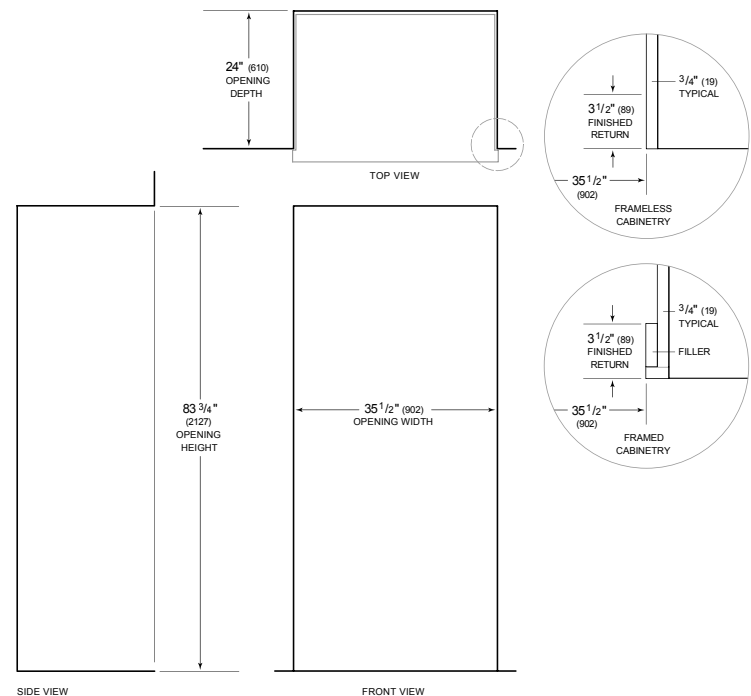 24" (610)
OPENING
DEPTH
TOP VIEW
3/4" (19)
TYPICAL
3 1/2" (89)
FINISHED
RETURN
35 1/2"
(902)
FRAMELESS
CABINETRY
3/4" (19)
TYPICAL
3 1/2" (89)
FINISHED
RETURN
FILLER
35 1/2"
(902)
FRAMED
CABINETRY
83 3/4"
(2127)
OPENING
HEIGHT
35 1/2" (902)
OPENING WIDTH
SIDE VIEW
FRONT VIEW